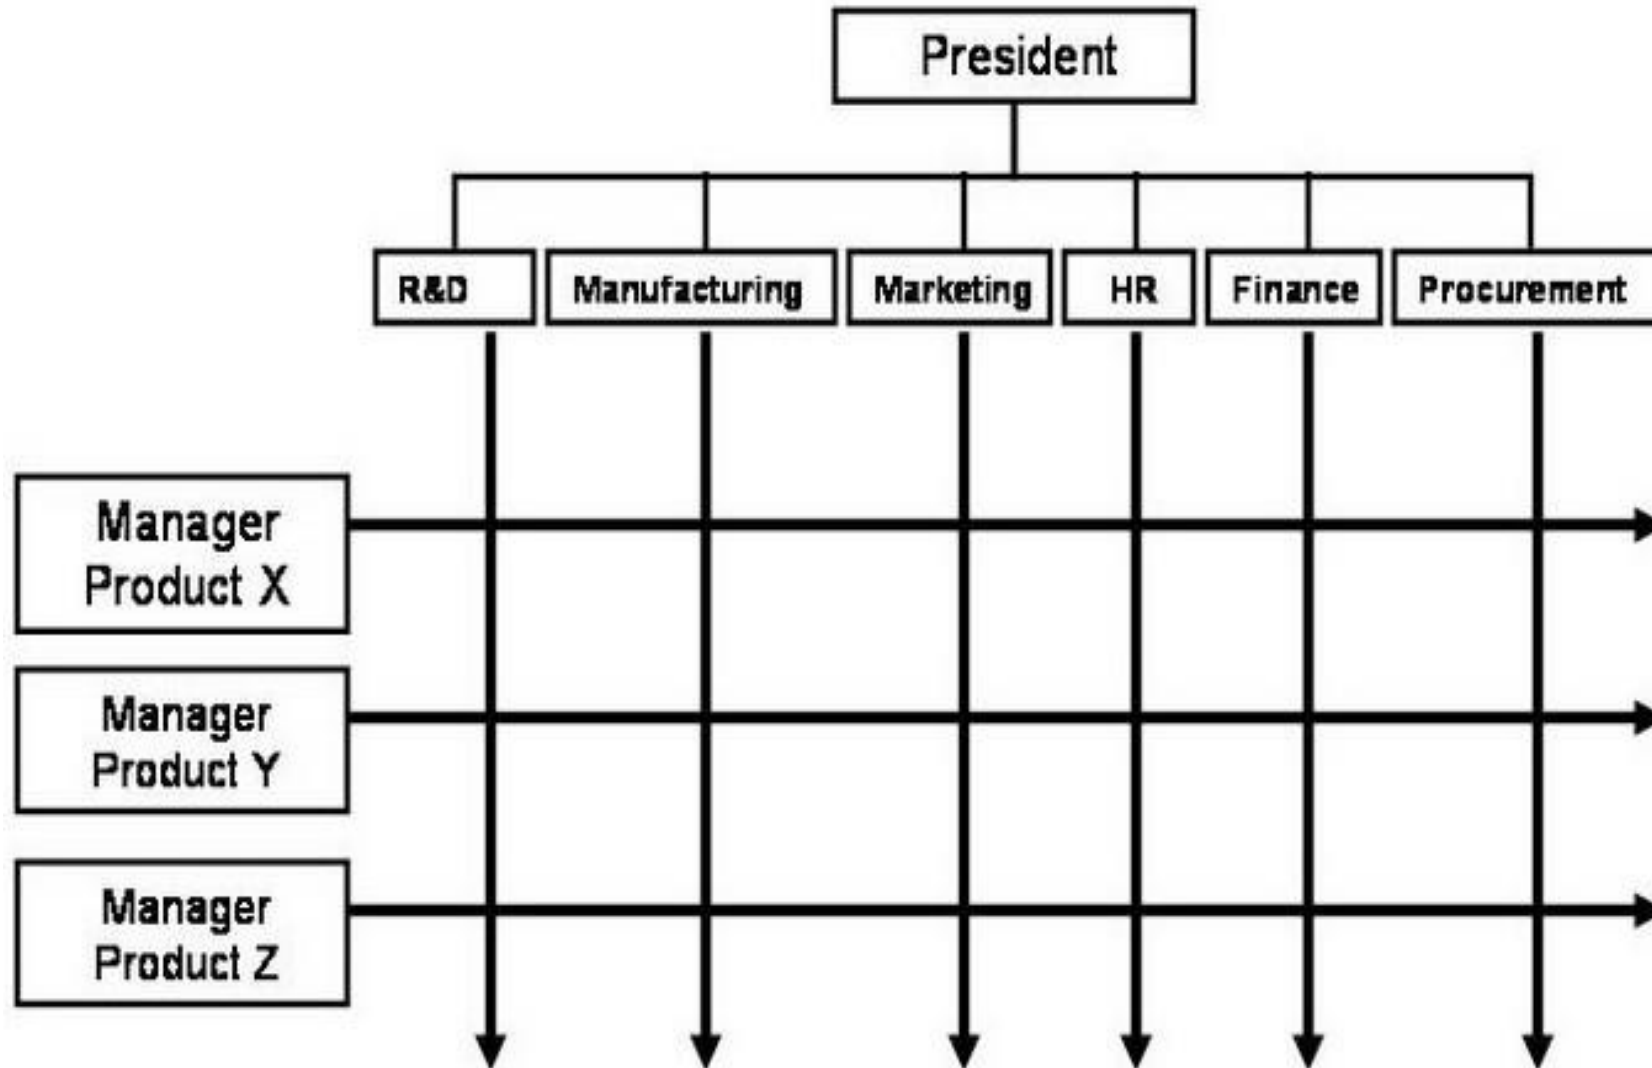 President
R&D
Manufacturing
Marketing
HR
Finance
Procurement
Manager
Product X
Manager
Product Y
Manager
Product Z